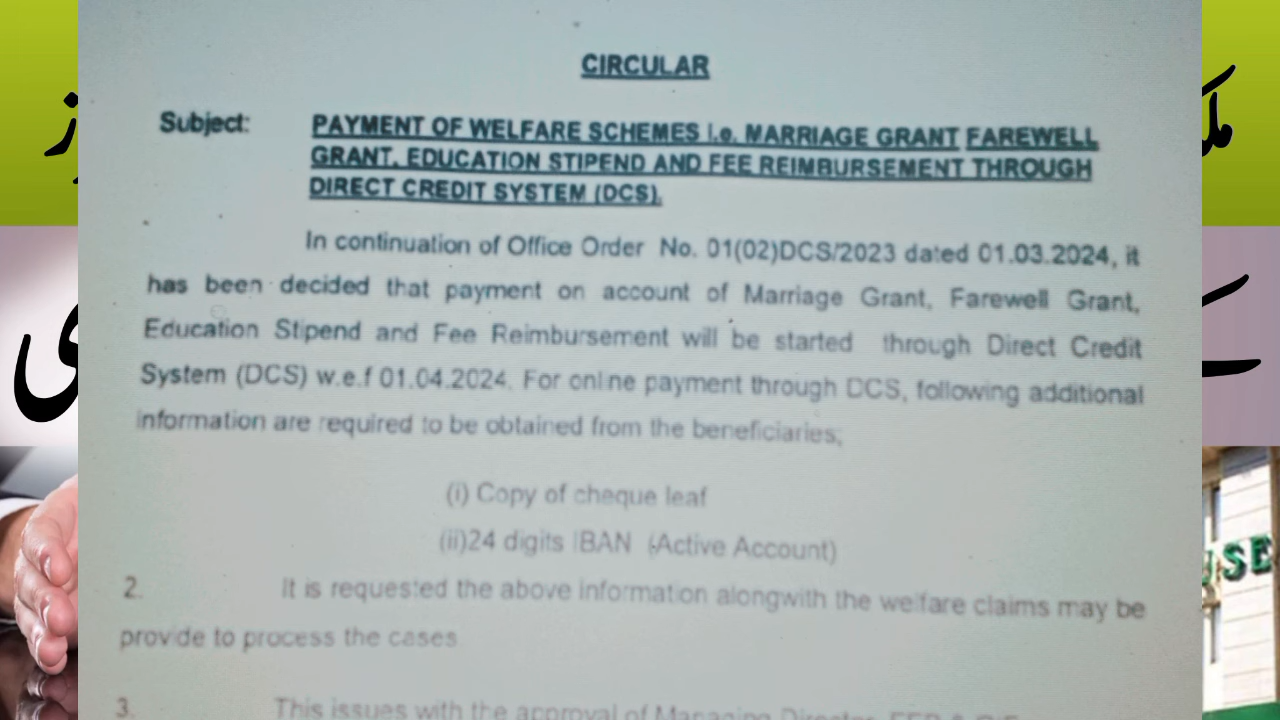 CIRCULAR
Subject: PAYMENT OF WELFARE SCHEMES i.e. MARRIAGE GRANT FAREWELL
GRANT, EDUCATION STIPEND AND FEE REIMBURSEMENT THROUGH
DIRECT CREDIT SYSTEM (DCS).
In continuation of Office Order No. 01(02)DCS/2023 dated 01.03.2024, it
has been decided that payment on account of Marriage Grant, Farewell Grant,
Education Stipend and Fee Reimbursement will be started through Direct Credit
System (DCS) w.e.f 01.04.2024. For online payment through DCS, following additional
information are required to be obtained from the beneficiaries;
(i) Copy of cheque leaf
(ii)24 digits IBAN (Active Account)
2. It is requested the above information alongwith the welfare claims may be
provide to process the cases
3. This issues with the approval of Managing Director